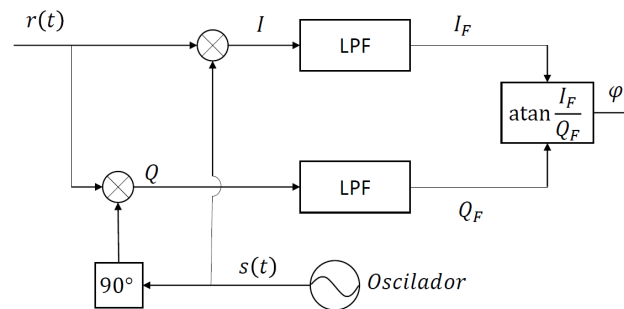 r(t)
I
LPF
I_F
atan I_F/Q_F
φ
Q
LPF
Q_F
90°
s(t)
Oscilador